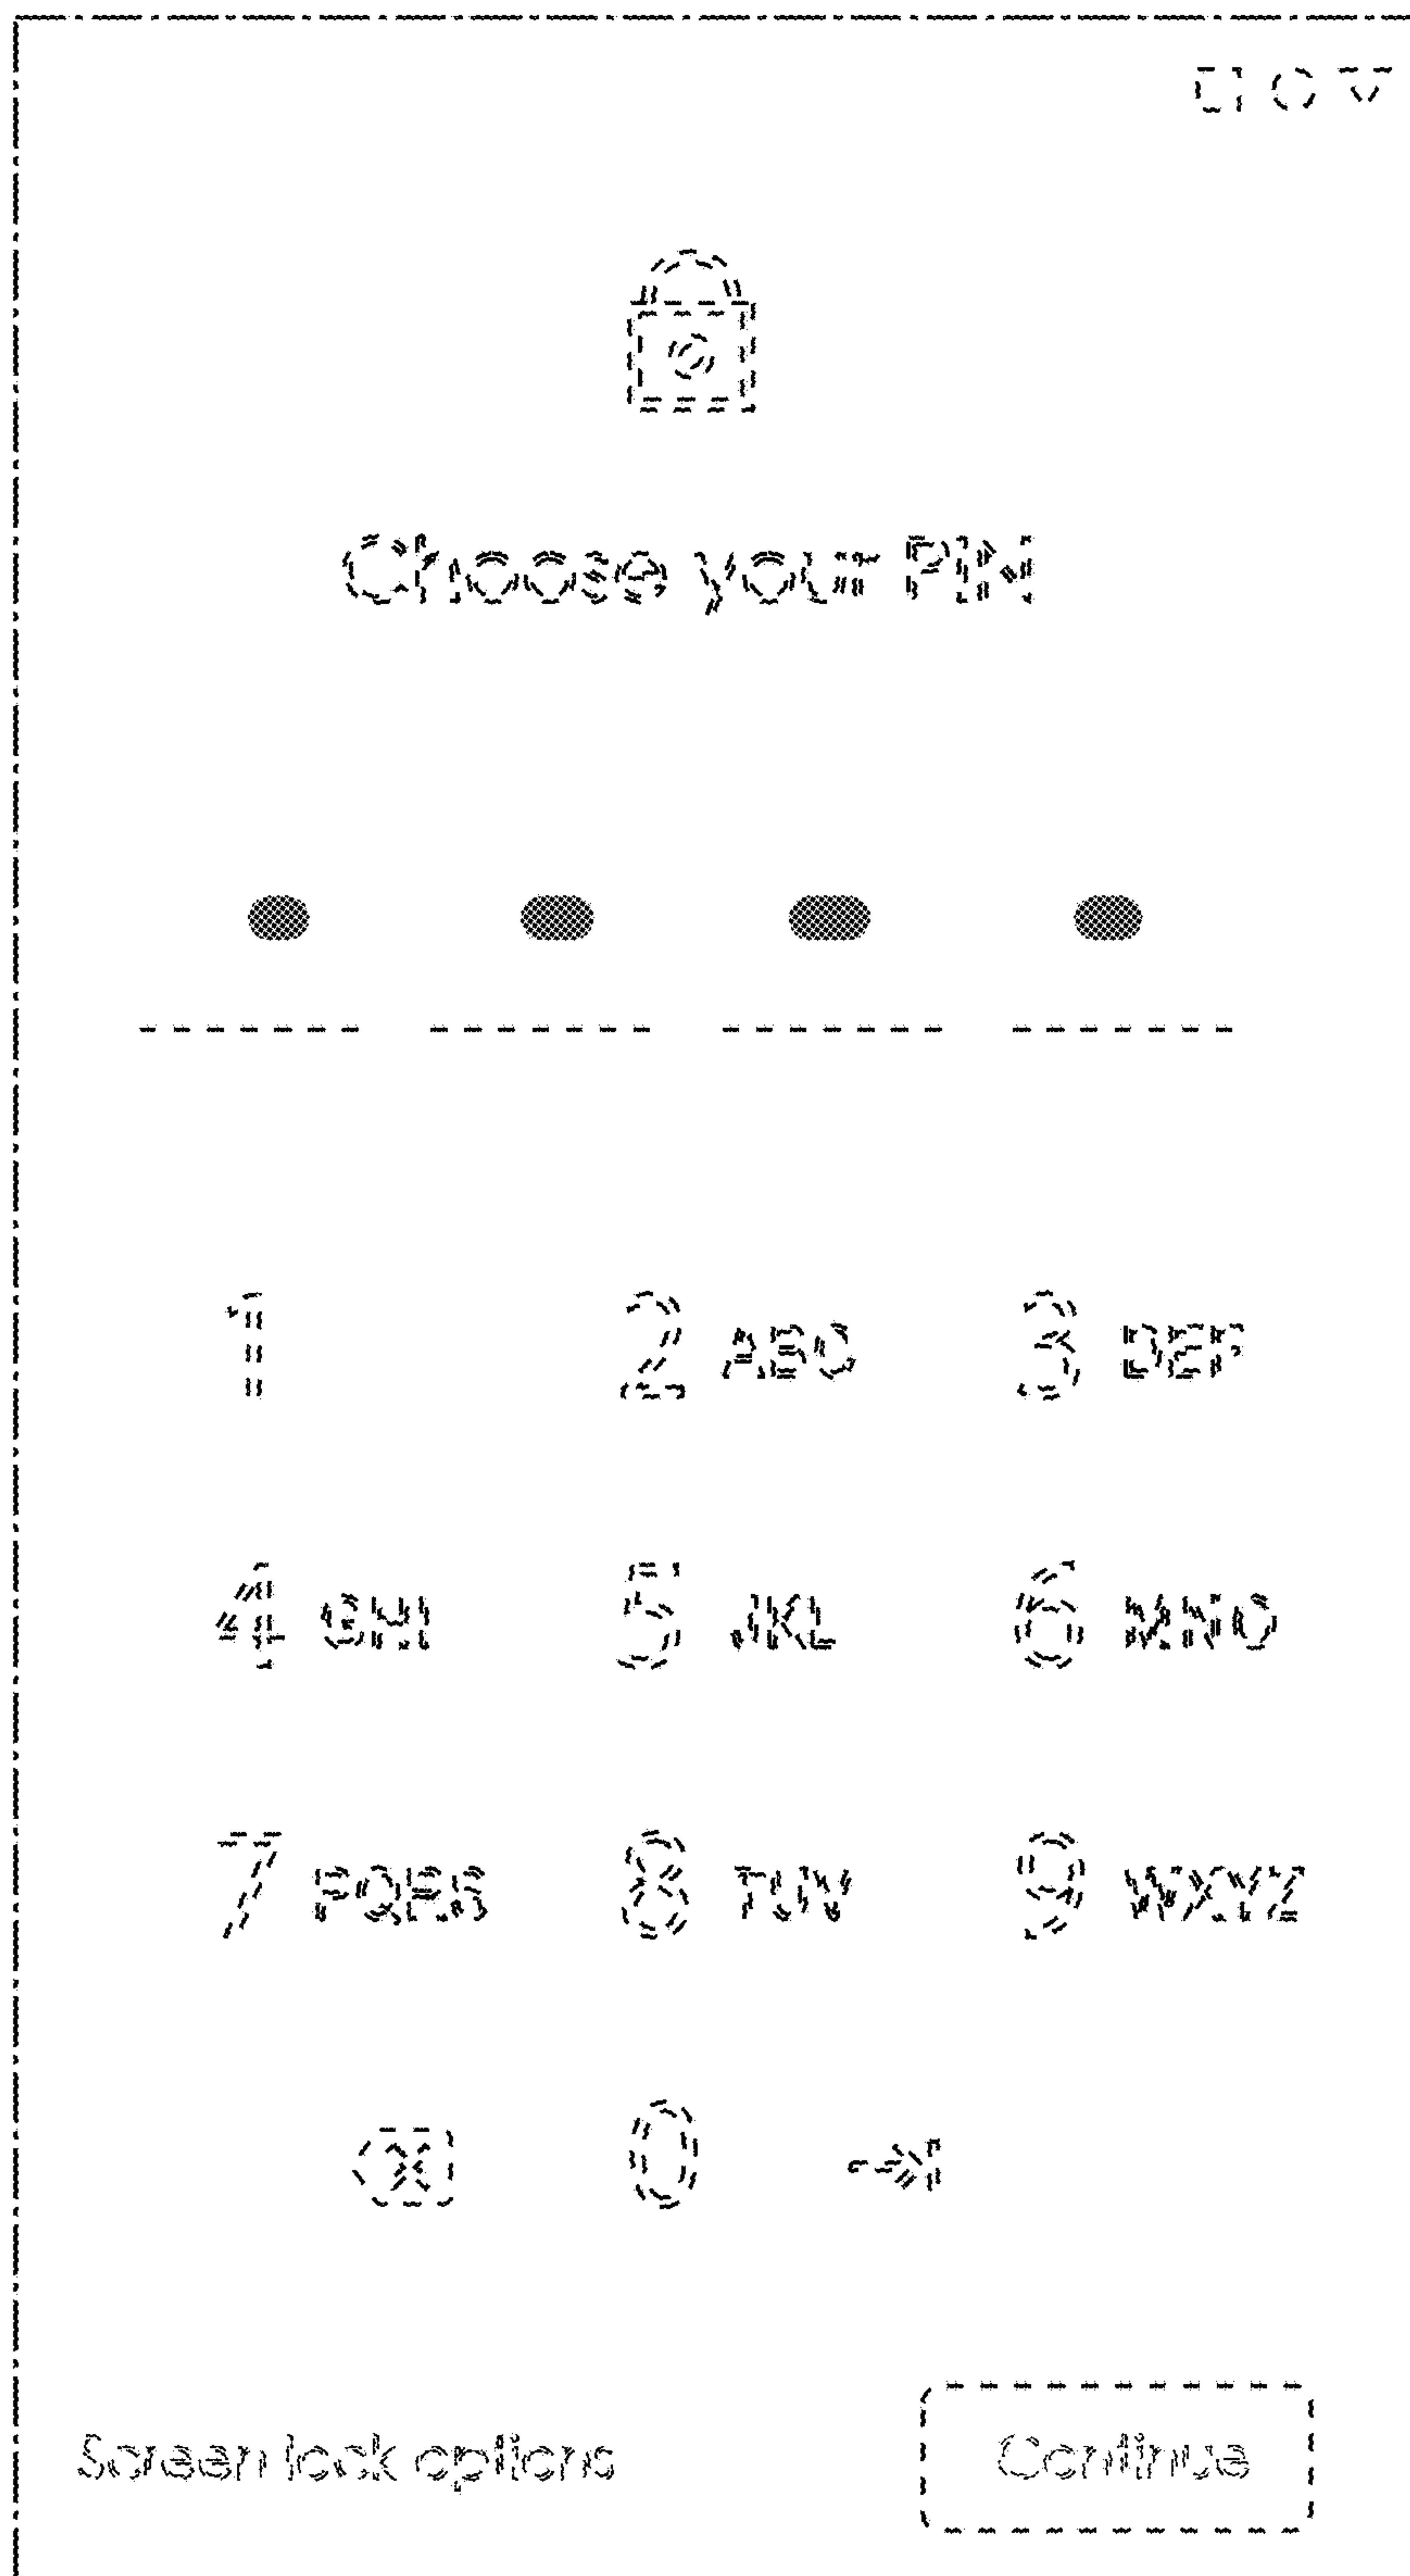 Choose your PIN
1 2 ABC 3 DEF
4 GHI 5 JKL 6 MNO
7 PQRS 8 TUV 9 WXYZ
0
Screen lock options Continue